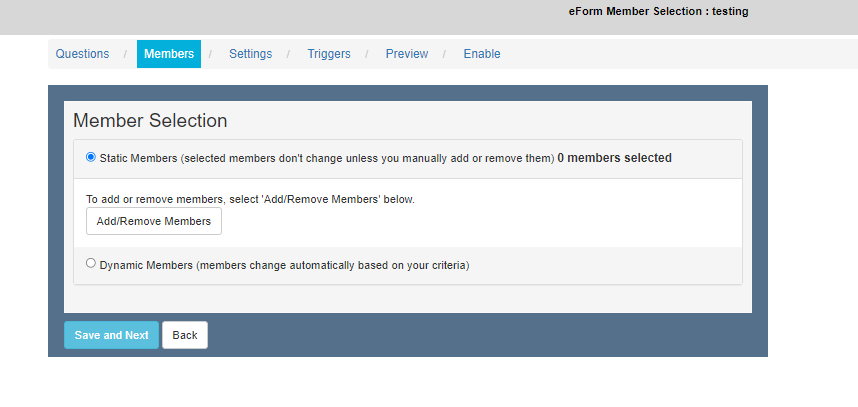 eForm Member Selection : testing
Questions / Members / Settings / Triggers / Preview / Enable
Member Selection
Static Members (selected members don't change unless you manually add or remove them) 0 members selected
To add or remove members, select 'Add/Remove Members' below.
Add/Remove Members
Dynamic Members (members change automatically based on your criteria)
Save and Next Back